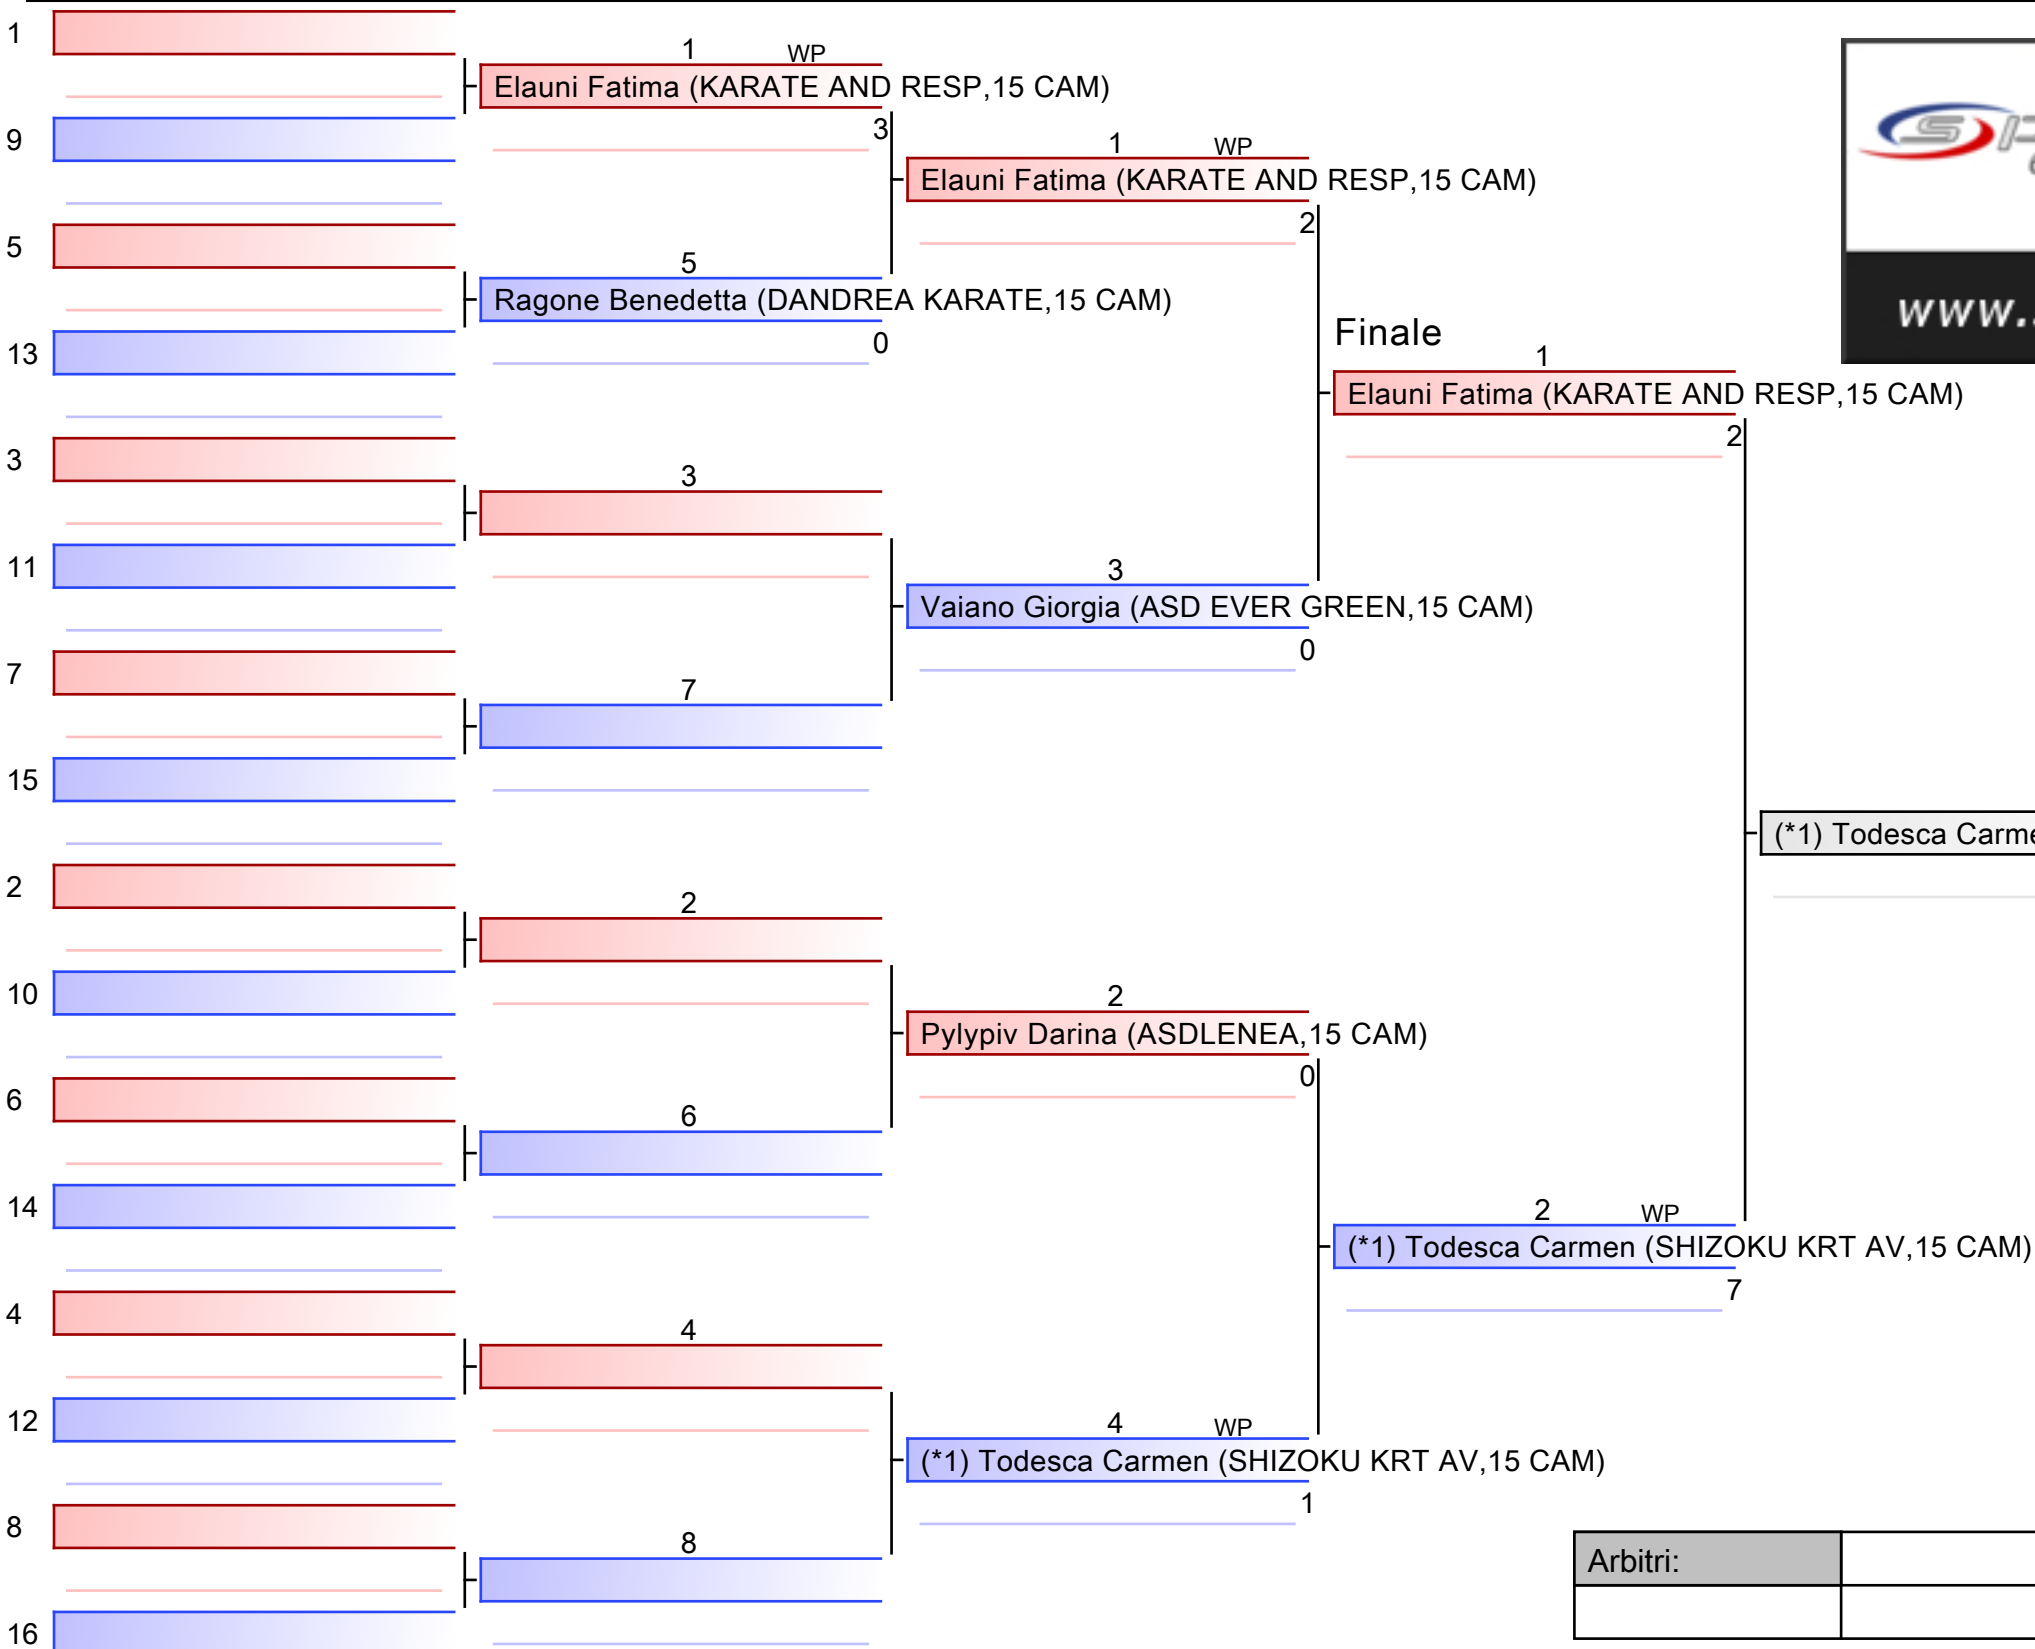 1
9
5
13
3
11
7
15
2
10
6
14
4
12
8
16
1 WP
Elauni Fatima (KARATE AND RESP,15 CAM)
3
5
Ragone Benedetta (DANDREA KARATE,15 CAM)
0
3
7
2
6
4
8
1 WP
Elauni Fatima (KARATE AND RESP,15 CAM)
2
3
Vaiano Giorgia (ASD EVER GREEN,15 CAM)
0
2
Pylypiv Darina (ASDLENEA,15 CAM)
0
4 WP
(*1) Todesca Carmen (SHIZOKU KRT AV,15 CAM)
1
Finale
1
Elauni Fatima (KARATE AND RESP,15 CAM)
2
2 WP
(*1) Todesca Carmen (SHIZOKU KRT AV,15 CAM)
7
(*1) Todesca Carme
www.
Arbitri: